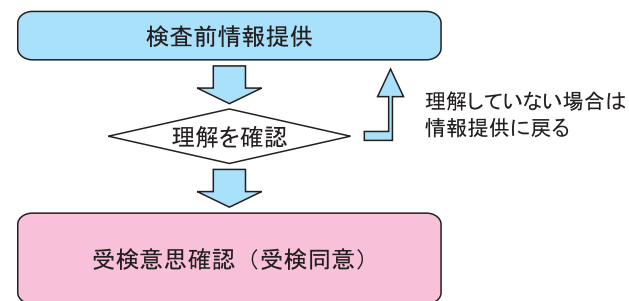 検査前情報提供
理解していない場合は
情報提供に戻る
理解を確認
受検意思確認（受検同意）